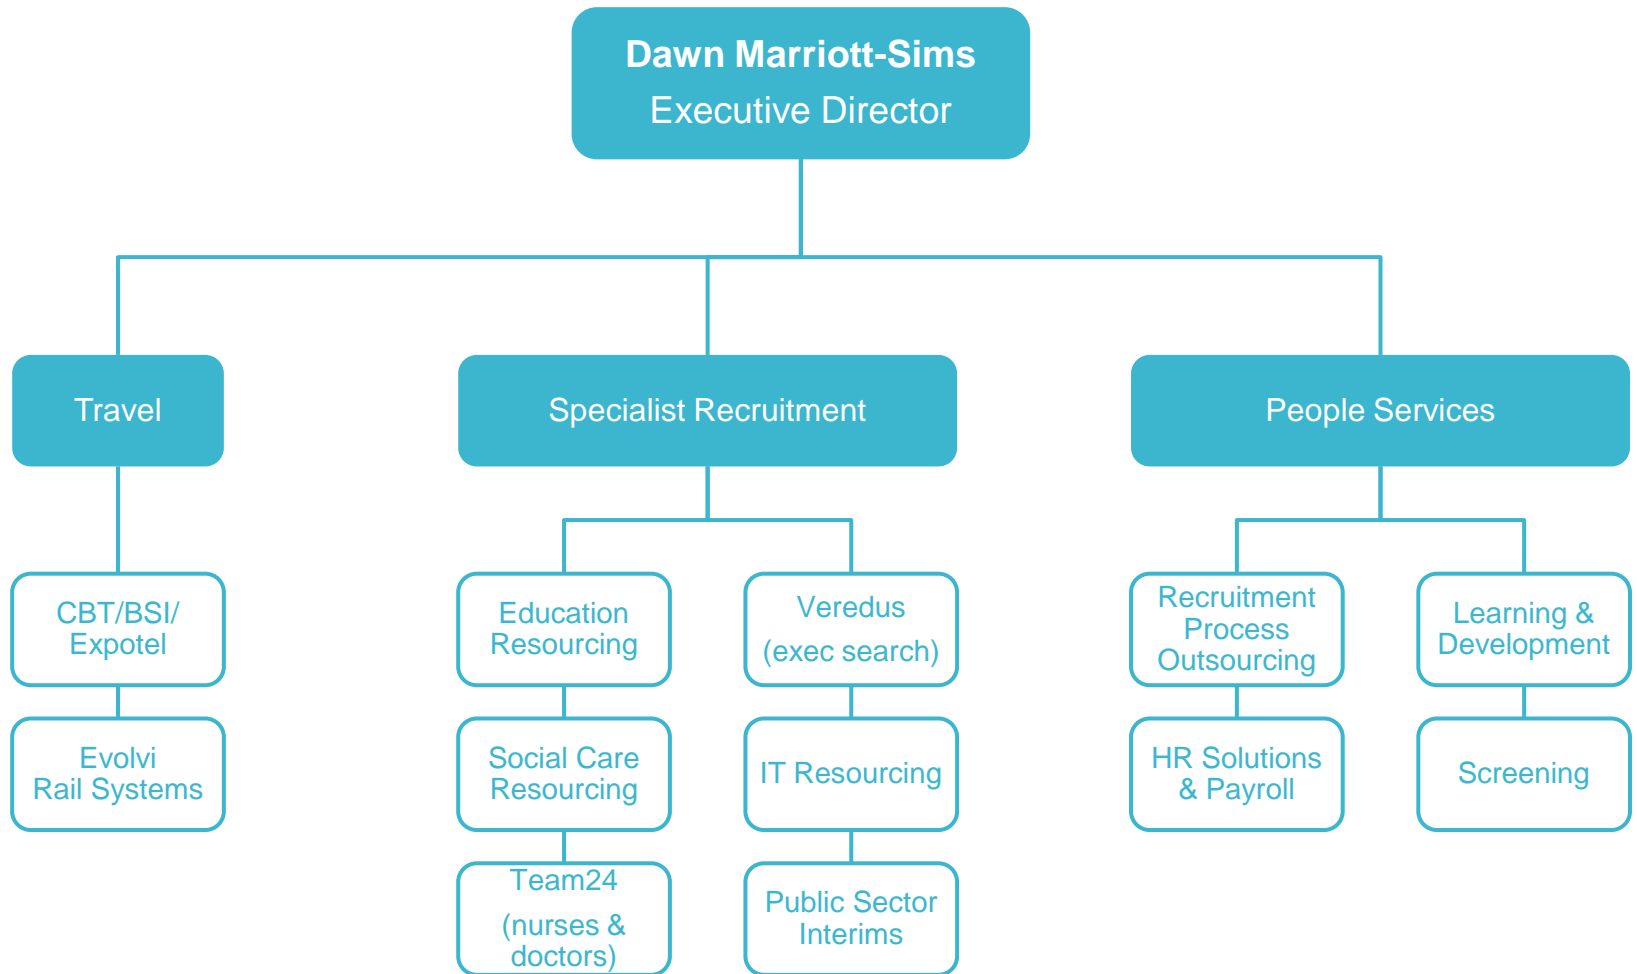 Dawn Marriott-Sims
Executive Director
Travel
Specialist Recruitment
People Services
CBT/BSI/
Expotel
Evolvi
Rail Systems
Education
Resourcing
Social Care
Resourcing
Team24
(nurses &
doctors)
Veredus
(exec search)
IT Resourcing
Public Sector
Interims
Recruitment
Process
Outsourcing
HR Solutions
& Payroll
Learning &
Development
Screening